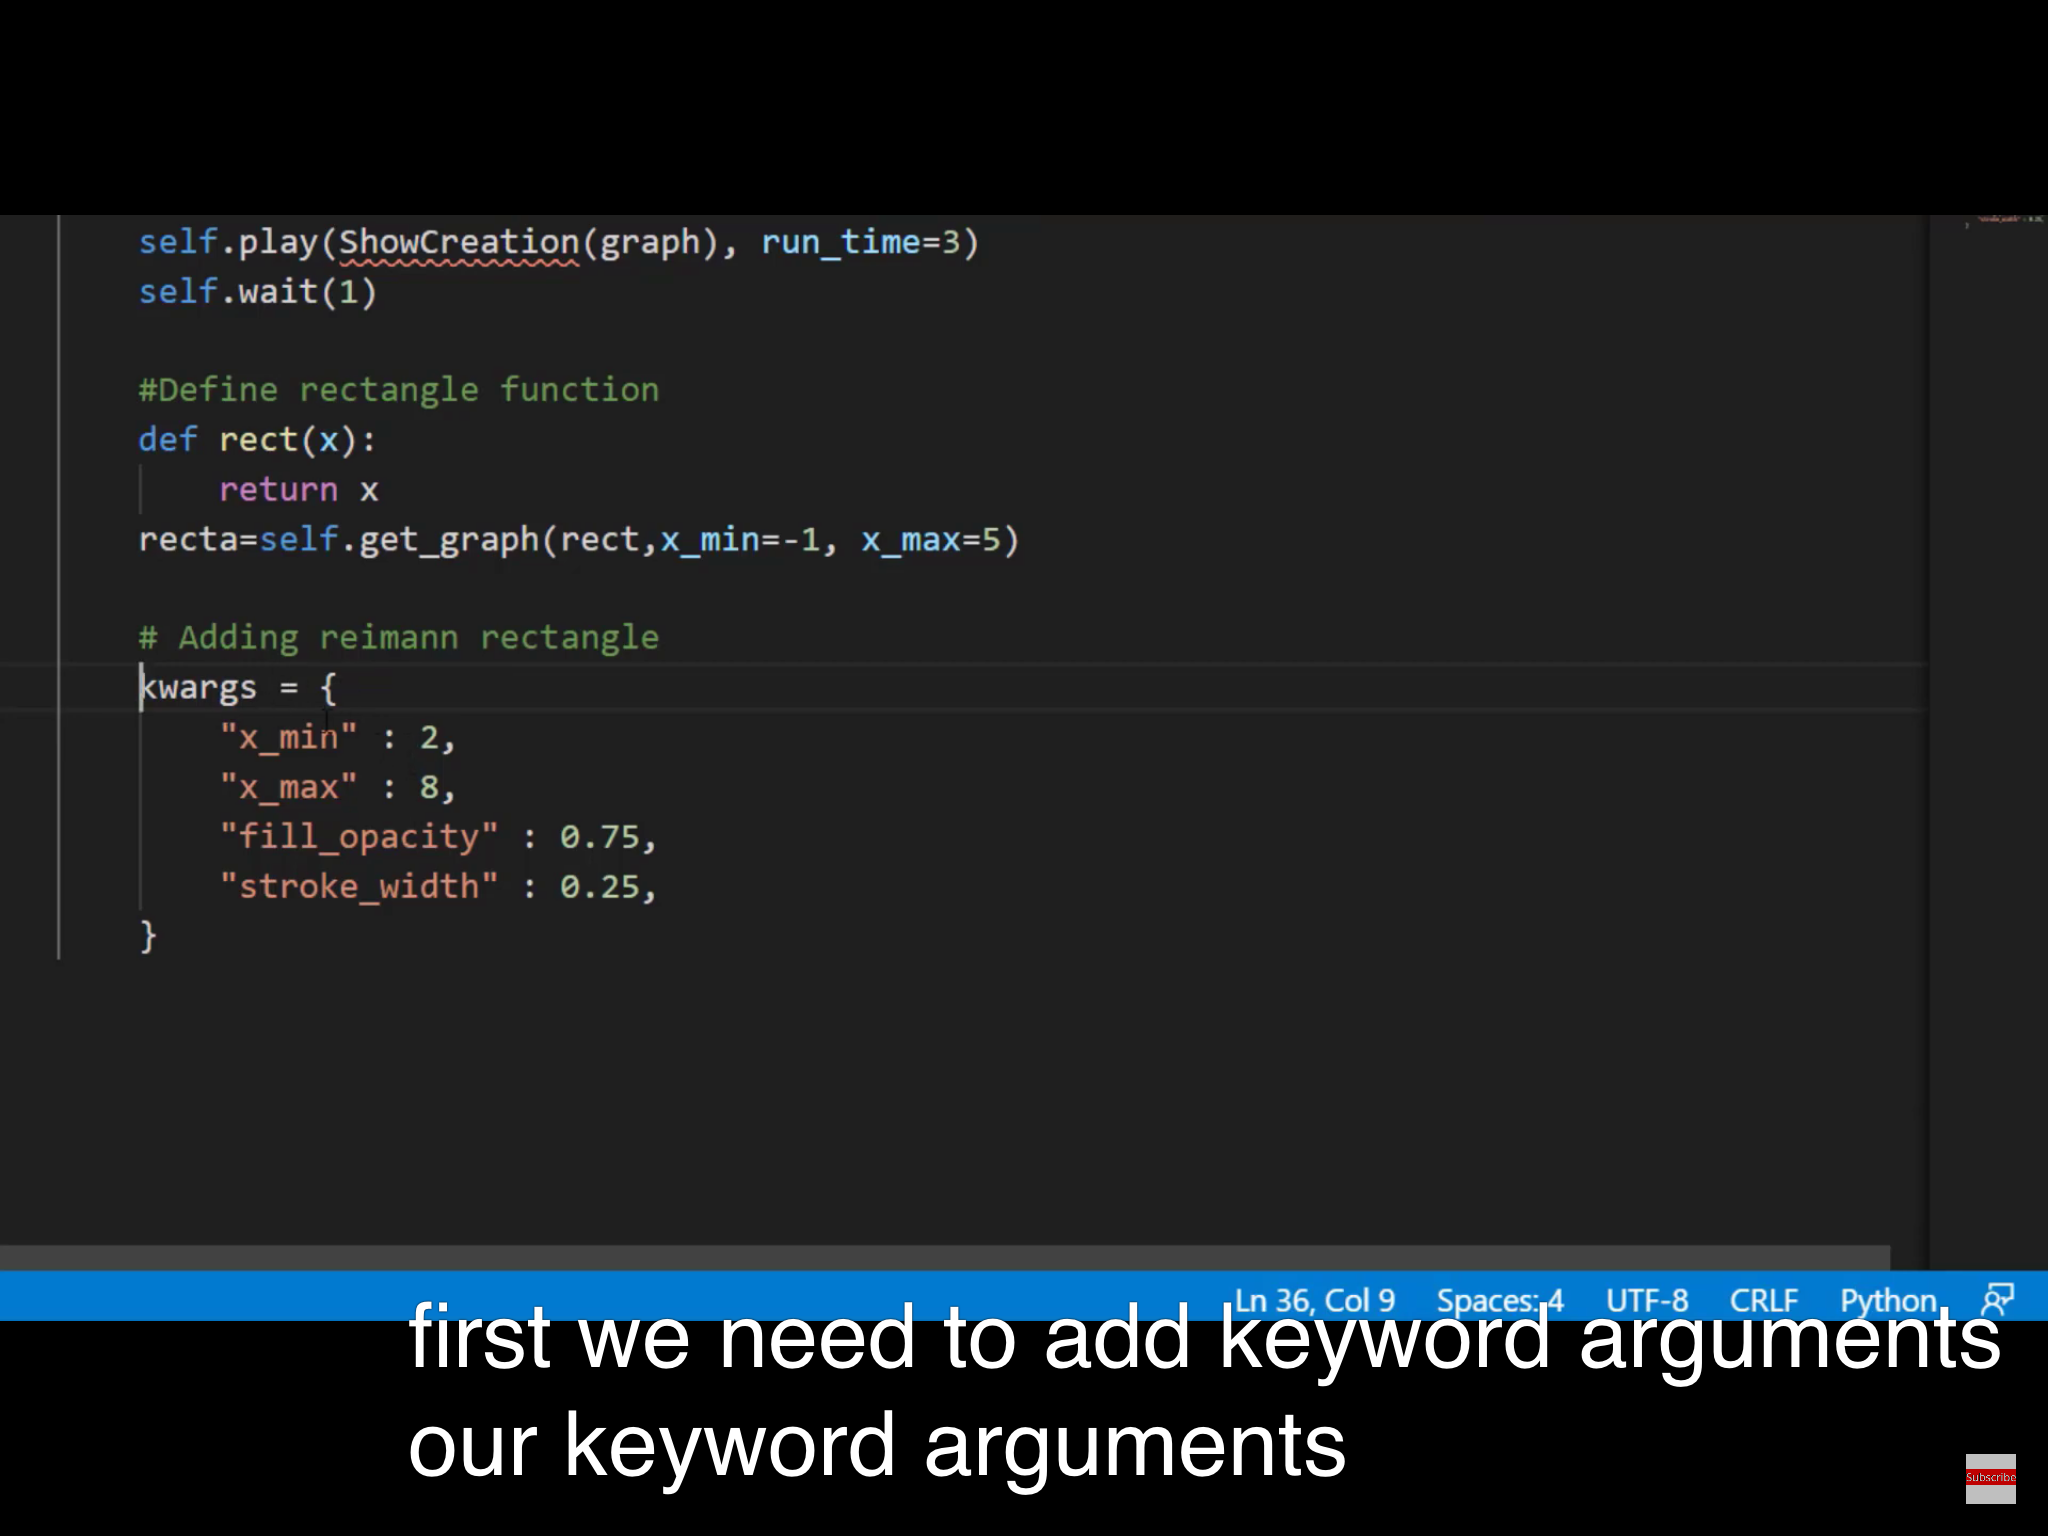 self.play(ShowCreation(graph), run_time=3)
self.wait(1)
#Define rectangle function
def rect(x):
return x
recta=self.get_graph(rect,x_min=-1, x_max=5)
# Adding reimann rectangle
kwargs = {
"x_min" : 2,
"x_max" : 8,
"fill_opacity" : 0.75,
"stroke_width" : 0.25,
}
Ln 36, Col 9 Spaces: 4 UTF-8 CRLF Python
first we need to add keyword arguments
our keyword arguments
Subscribe